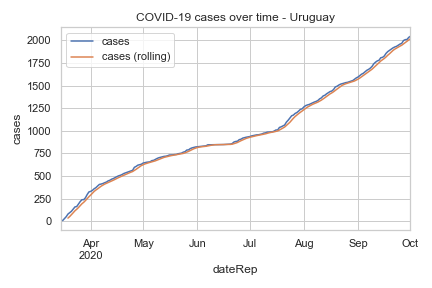 COVID-19 cases over time - Uruguay
cases
cases (rolling)
2000
1750
1500
1250
1000
750
500
250
0
cases
Apr
2020
May
Jun
Jul
Aug
Sep
Oct
dateRep